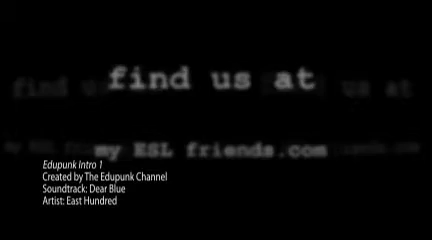 find us at
my ESL friends.com
Edupunk Intro 1
Created by The Edupunk Channel
Soundtrack: Dear Blue
Artist: East Hundred